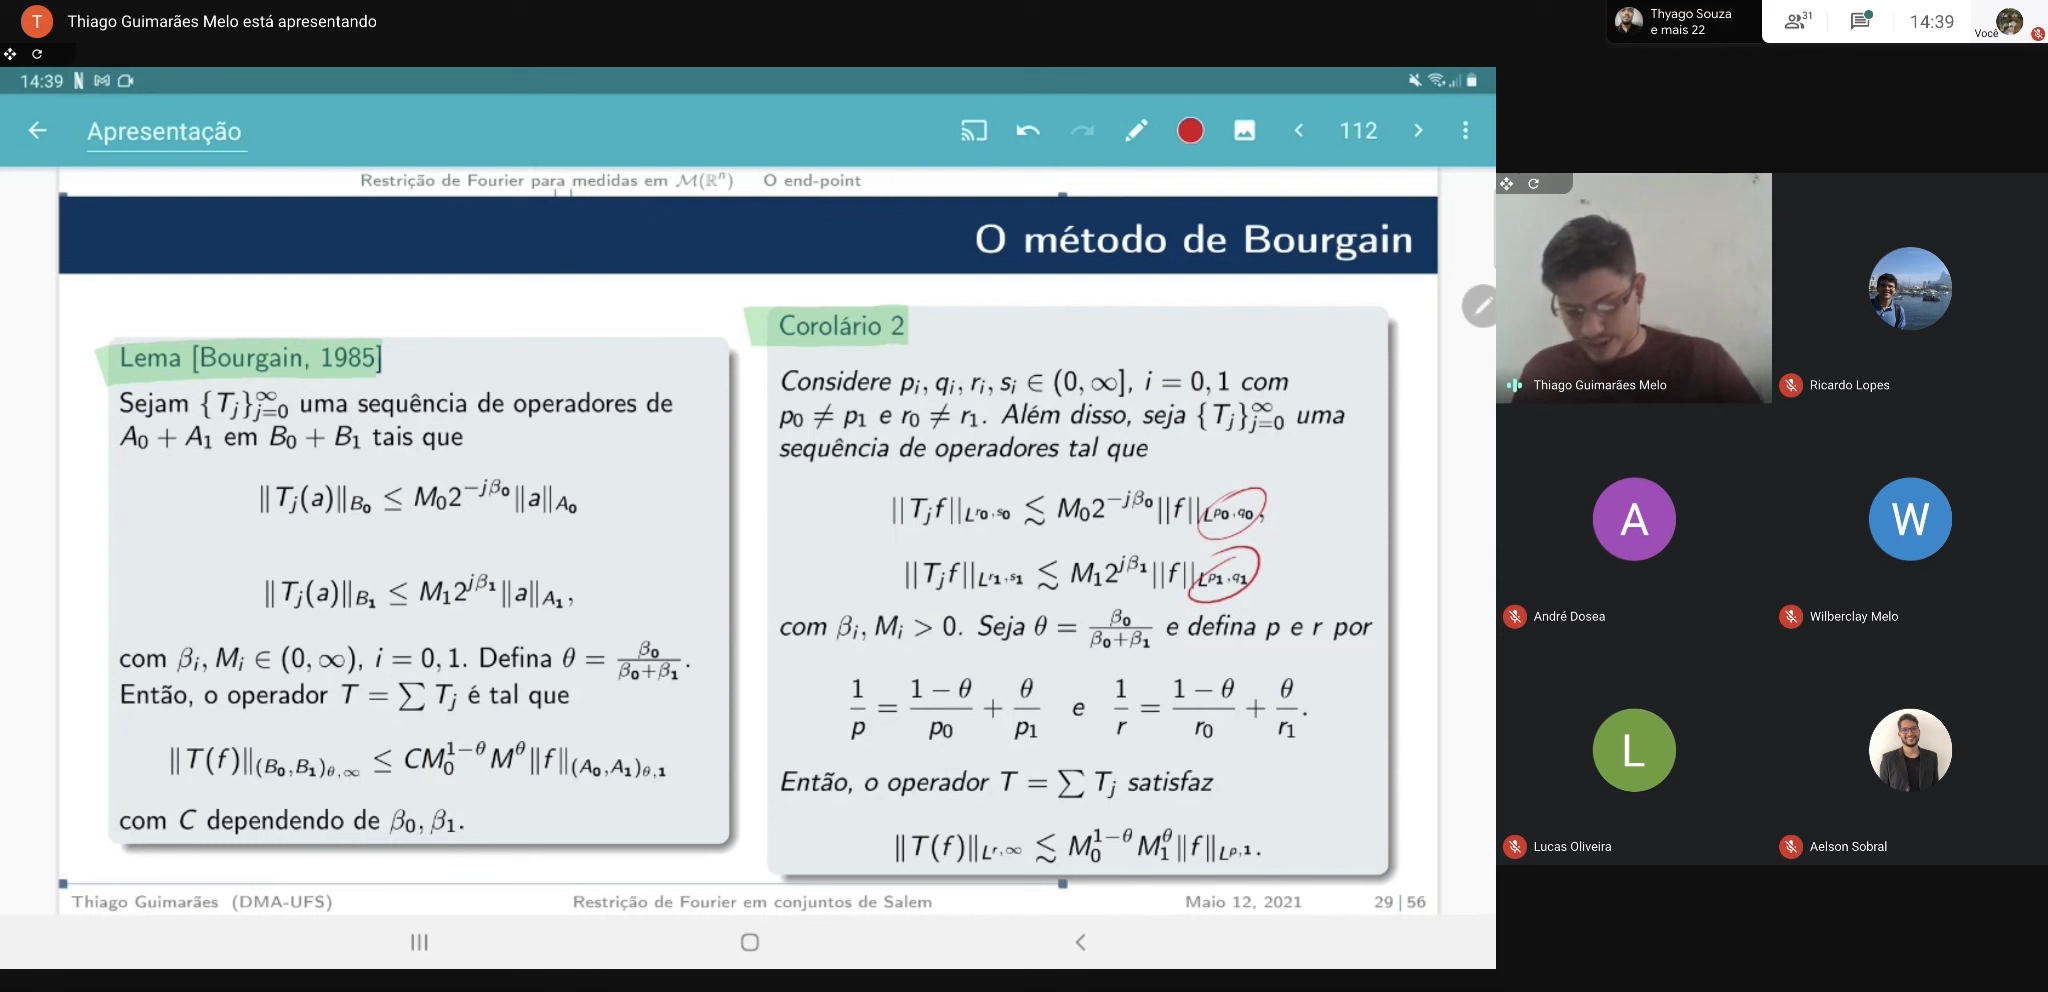 T Thiago Guimarães Melo está apresentando
Thyago Souza
e mais 22
31
14:39
Você
14:39
Apresentação
112
Restrição de Fourier para medidas em M(ℝⁿ) O end-point
O método de Bourgain
Lema [Bourgain, 1985]
Sejam {T_j}_{j=0}^∞ uma sequência de operadores de
A₀ + A₁ em B₀ + B₁ tais que
‖T_j(a)‖_{B₀} ≤ M₀2^{−jβ₀}‖a‖_{A₀}
‖T_j(a)‖_{B₁} ≤ M₁2^{jβ₁}‖a‖_{A₁},
com β_i, M_i ∈ (0, ∞), i = 0, 1. Defina θ = β₀/(β₀+β₁).
Então, o operador T = ∑ T_j é tal que
‖T(f)‖_{(B₀,B₁)_{θ,∞}} ≤ CM₀^{1−θ}M^θ‖f‖_{(A₀,A₁)_{θ,1}}
com C dependendo de β₀, β₁.
Corolário 2
Considere p_i, q_i, r_i, s_i ∈ (0, ∞], i = 0, 1 com
p₀ ≠ p₁ e r₀ ≠ r₁. Além disso, seja {T_j}_{j=0}^∞ uma
sequência de operadores tal que
||T_jf||_{L^{r₀,s₀}} ≲ M₀2^{−jβ₀}||f||_{L^{p₀,q₀}},
||T_jf||_{L^{r₁,s₁}} ≲ M₁2^{jβ₁}||f||_{L^{p₁,q₁}}
com β_i, M_i > 0. Seja θ = β₀/(β₀+β₁) e defina p e r por
1/p = (1 − θ)/p₀ + θ/p₁ e 1/r = (1 − θ)/r₀ + θ/r₁.
Então, o operador T = ∑ T_j satisfaz
‖T(f)‖_{L^{r,∞}} ≲ M₀^{1−θ}M₁^θ‖f‖_{L^{p,1}}.
Thiago Guimarães (DMA-UFS) Restrição de Fourier em conjuntos de Salem Maio 12, 2021 29 | 56
Thiago Guimarães Melo
Ricardo Lopes
A
André Dosea
W
Wilberclay Melo
L
Lucas Oliveira
Aelson Sobral